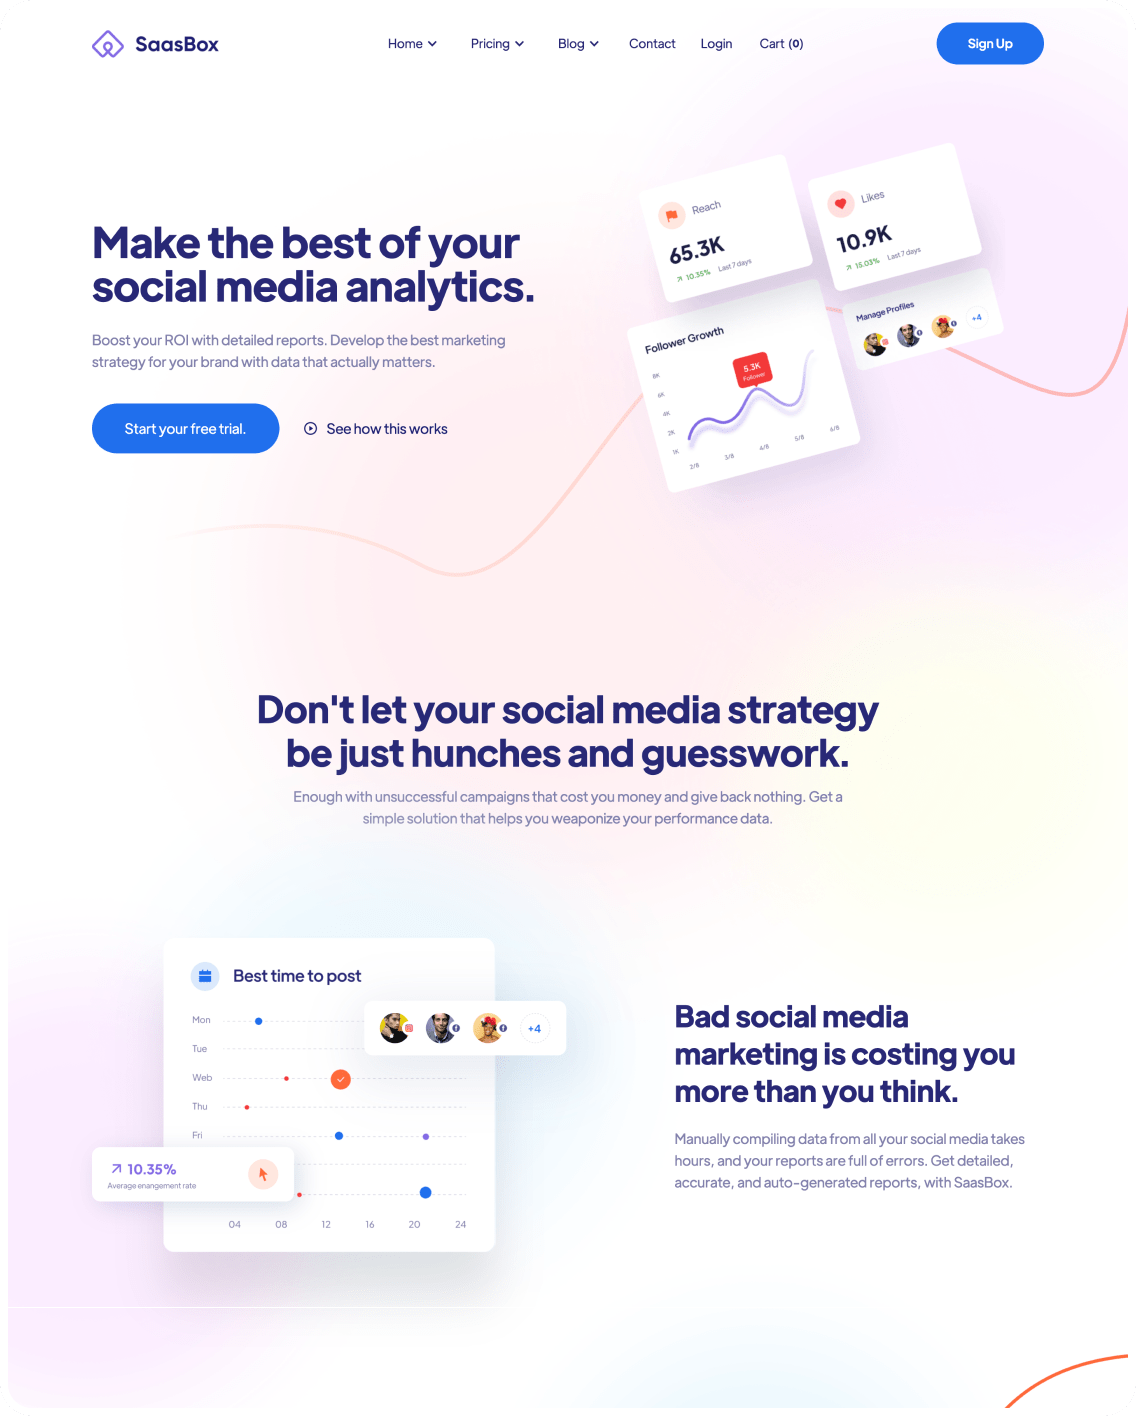 SaasBox
Home
Pricing
Blog
Contact
Login
Cart (0)
Sign Up
Make the best of your
social media analytics.
Boost your ROI with detailed reports. Develop the best marketing
strategy for your brand with data that actually matters.
Start your free trial.
See how this works
Reach
65.3K
10.35%
Last 7 days
Likes
10.9K
15.03%
Last 7 days
Manage Profiles
+4
Follower Growth
5.3K
Follower
8K
6K
4K
2K
1K
2/8
3/8
4/8
5/8
6/8
Don't let your social media strategy
be just hunches and guesswork.
Enough with unsuccessful campaigns that cost you money and give back nothing. Get a
simple solution that helps you weaponize your performance data.
Best time to post
+4
Mon
Tue
Web
Thu
Fri
10.35%
Average enangement rate
04
08
12
16
20
24
Bad social media
marketing is costing you
more than you think.
Manually compiling data from all your social media takes
hours, and your reports are full of errors. Get detailed,
accurate, and auto-generated reports, with SaasBox.